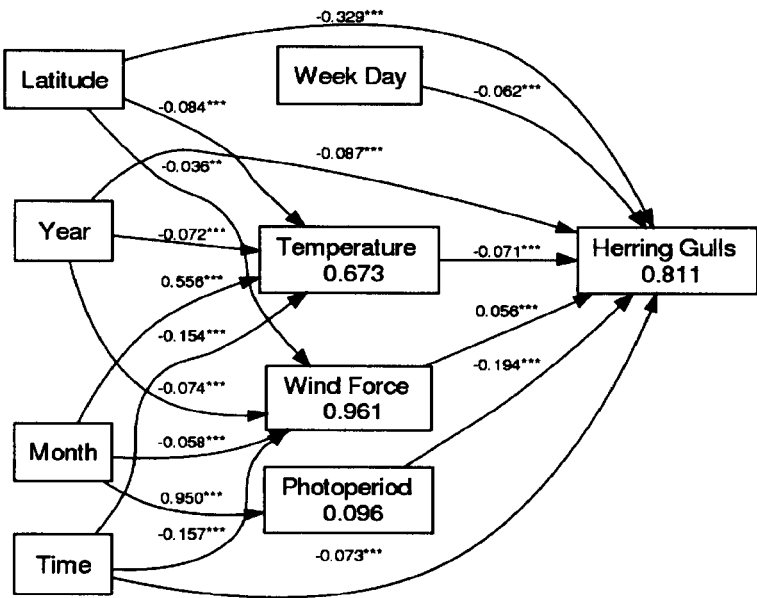 -0.329***
Latitude
Week Day
-0.084***
-0.062***
-0.036**
-0.087***
Year
-0.072***
Temperature
0.673
-0.071***
Herring Gulls
0.811
0.556***
-0.154***
0.056***
-0.074***
Wind Force
0.961
-0.194***
Month
-0.058***
Photoperiod
0.096
0.950***
-0.157***
-0.073***
Time